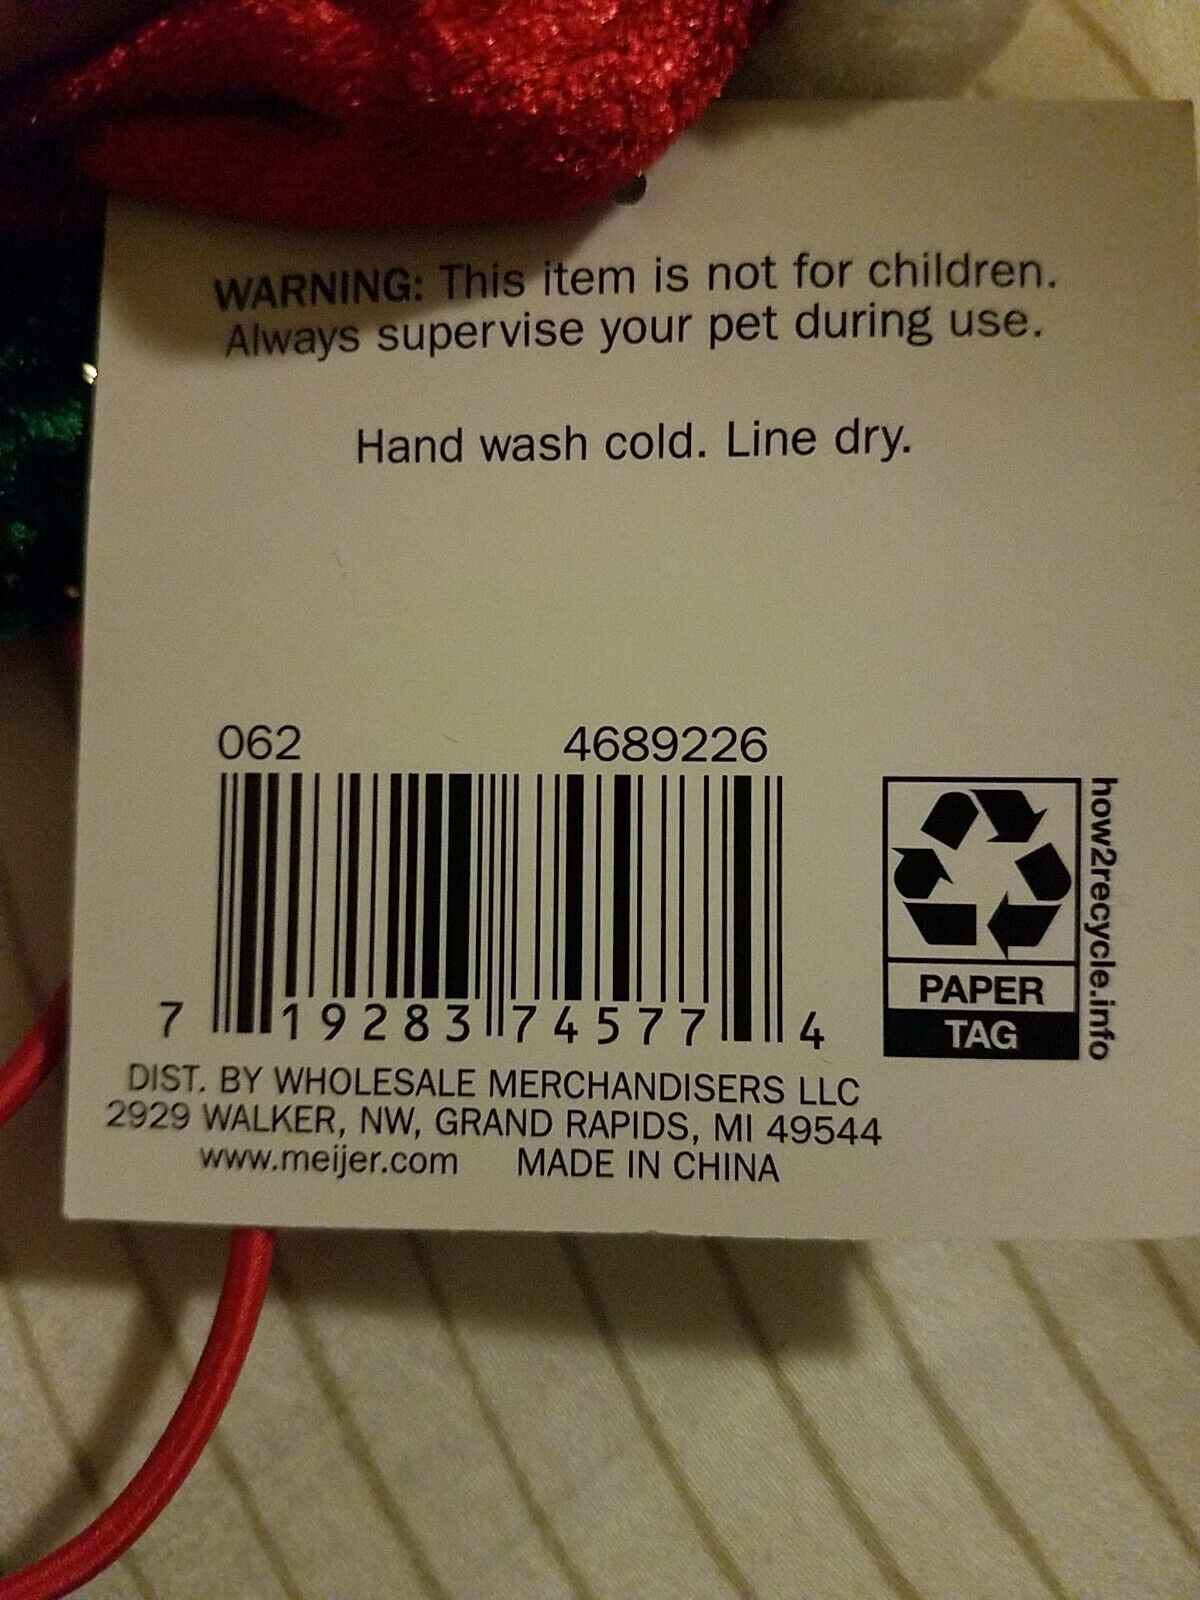 WARNING: This item is not for children.
Always supervise your pet during use.
Hand wash cold. Line dry.
062 4689226
7 19283 74577 4
PAPER
TAG
how2recycle.info
DIST. BY WHOLESALE MERCHANDISERS LLC
2929 WALKER, NW, GRAND RAPIDS, MI 49544
www.meijer.com MADE IN CHINA